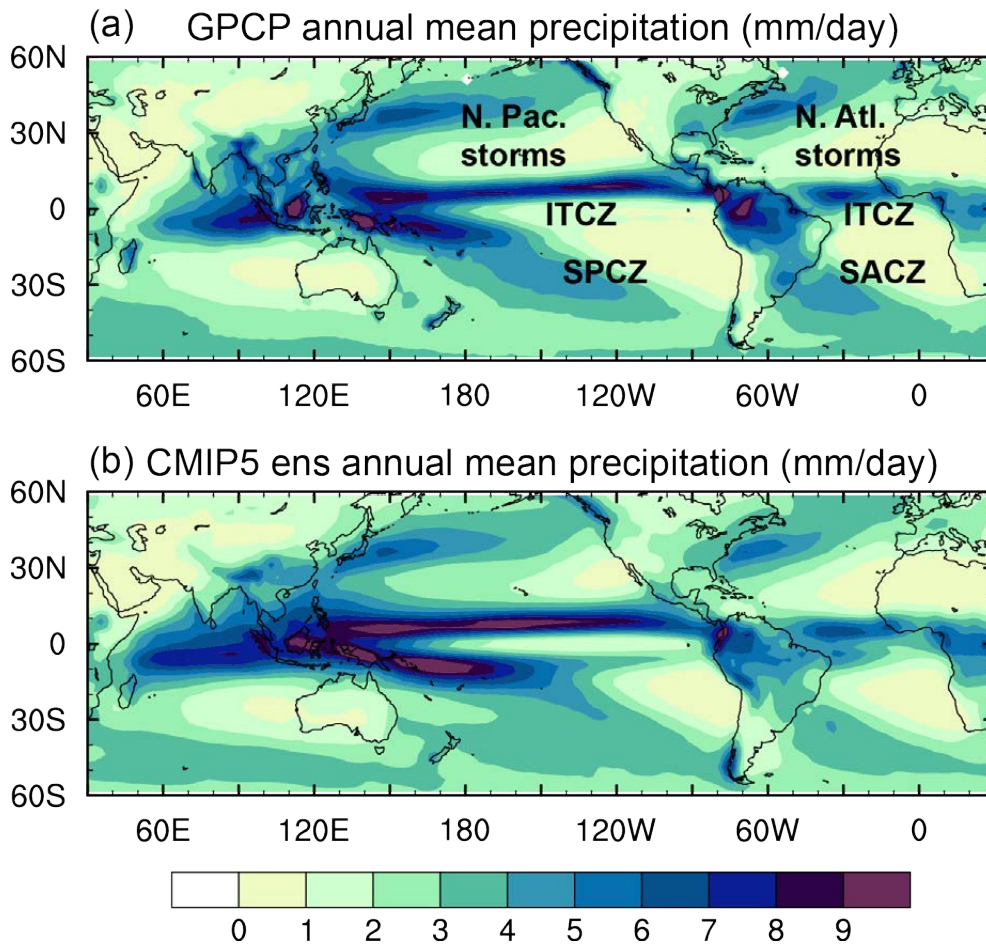 (a) GPCP annual mean precipitation (mm/day)
60N
30N
0
30S
60S
N. Pac.
storms
N. Atl.
storms
ITCZ
ITCZ
SPCZ
SACZ
60E 120E 180 120W 60W 0
(b) CMIP5 ens annual mean precipitation (mm/day)
60N
30N
0
30S
60S
60E 120E 180 120W 60W 0
0 1 2 3 4 5 6 7 8 9